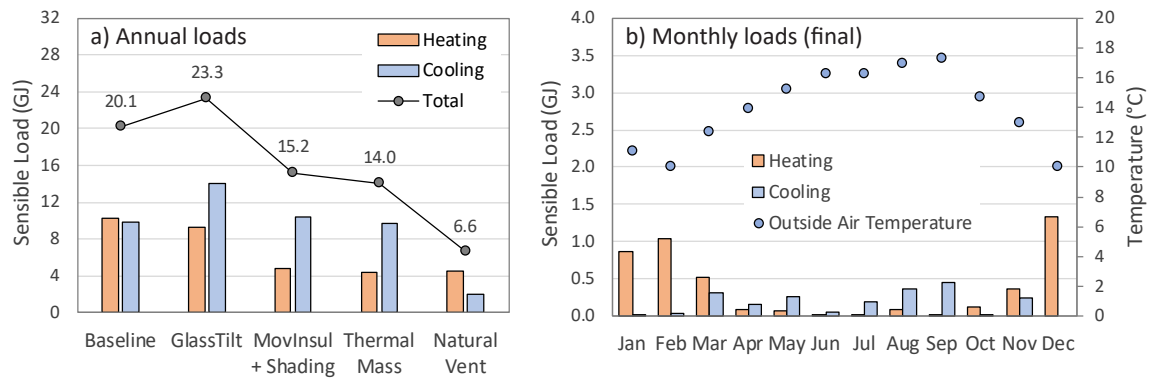 a) Annual loads
Sensible Load (GJ)
32
28
24
20
16
12
8
4
0
Heating
Cooling
Total
20.1
23.3
15.2
14.0
6.6
Baseline
GlassTilt
MovInsul
+ Shading
Thermal
Mass
Natural
Vent
b) Monthly loads (final)
Sensible Load (GJ)
4.0
3.5
3.0
2.5
2.0
1.5
1.0
0.5
0.0
Heating
Cooling
Outside Air Temperature
20
18
16
14
12
10
8
6
4
2
0
Temperature (°C)
Jan Feb Mar Apr May Jun Jul Aug Sep Oct Nov Dec